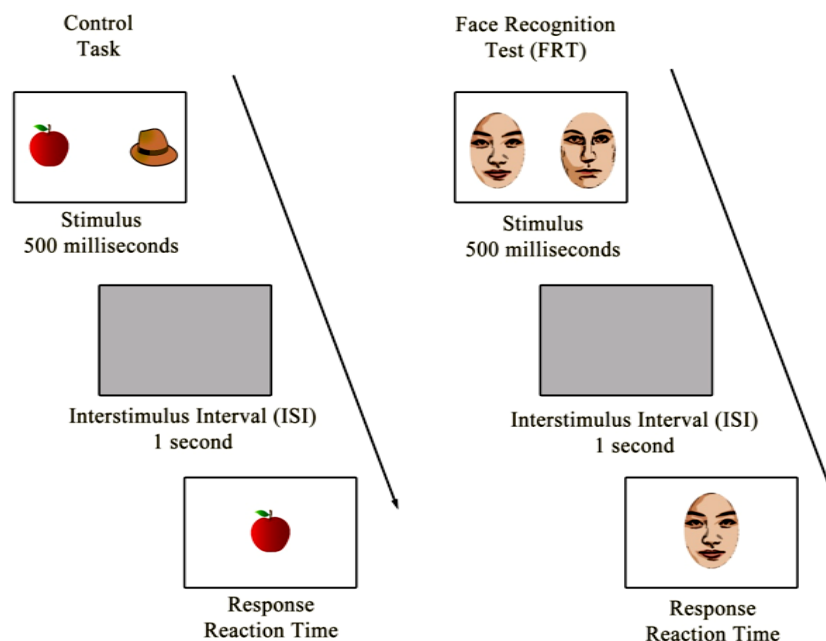 Control
Task
Stimulus
500 milliseconds
Interstimulus Interval (ISI)
1 second
Response
Reaction Time
Face Recognition
Test (FRT)
Stimulus
500 milliseconds
Interstimulus Interval (ISI)
1 second
Response
Reaction Time